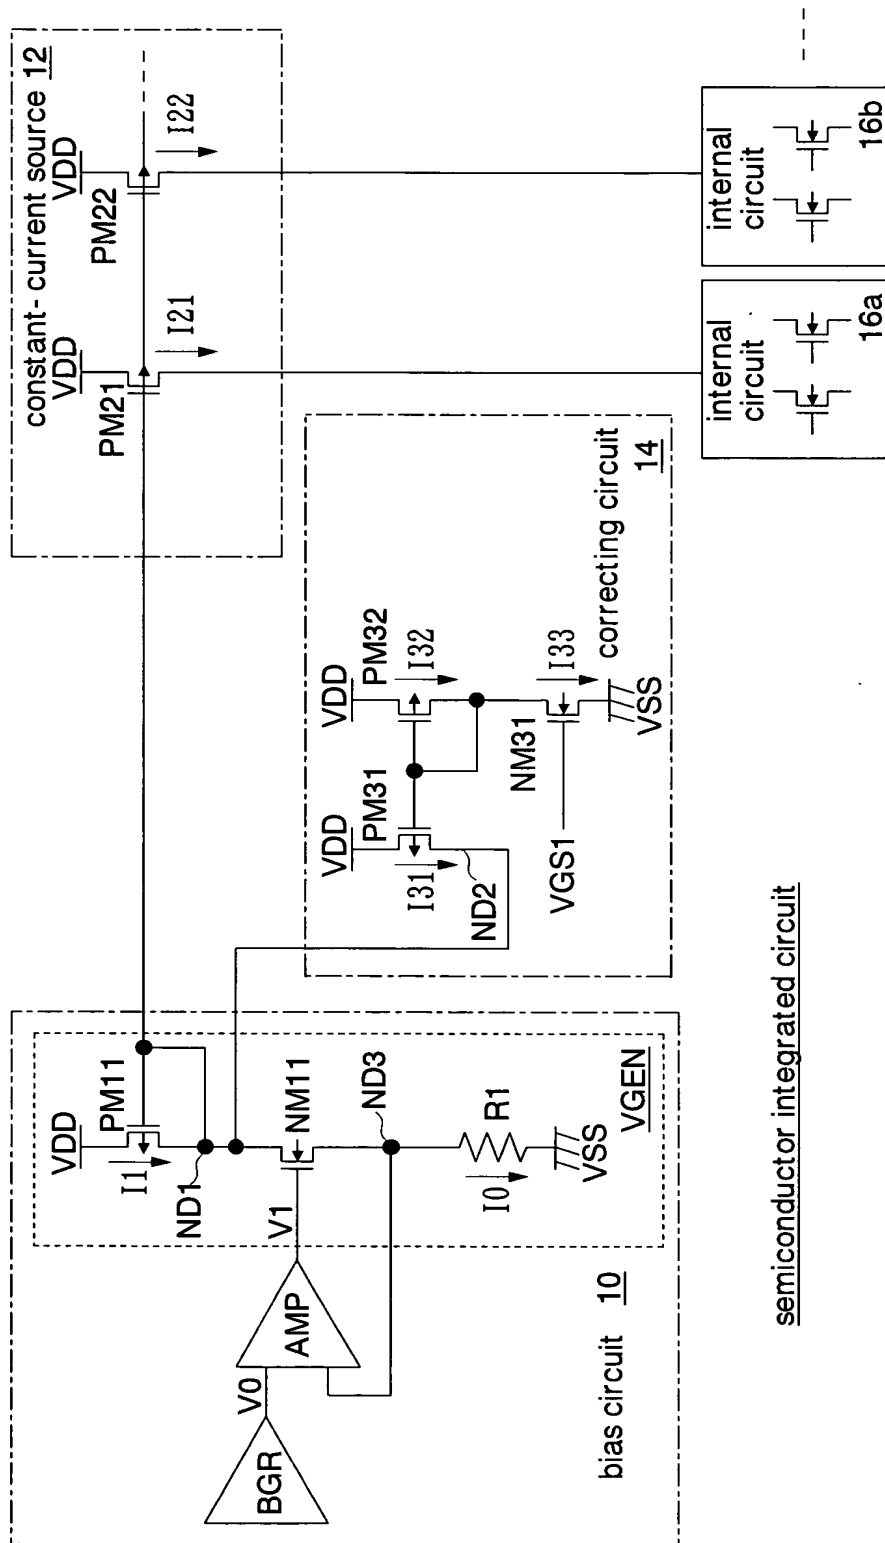 bias circuit 10
BGR
V0
AMP
V1
VDD
PM11
I1
ND1
NM11
ND3
R1
I0
VSS
VGEN
constant-current source 12
VDD
PM21
I21
VDD
PM22
I22
correcting circuit 14
VDD
PM31
I31
ND2
VDD
PM32
I32
NM31
I33
VGS1
VSS
internal
circuit
16a
internal
circuit
16b
semiconductor integrated circuit